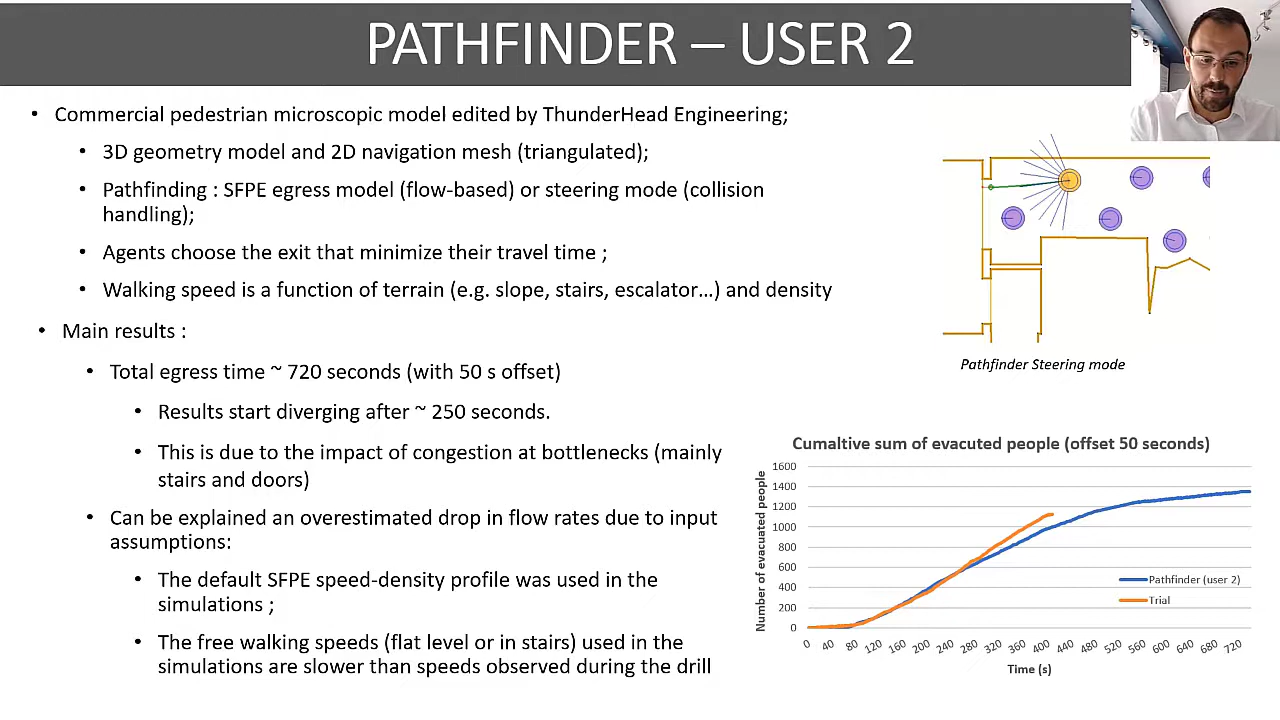 PATHFINDER – USER 2
• Commercial pedestrian microscopic model edited by ThunderHead Engineering;
• 3D geometry model and 2D navigation mesh (triangulated);
• Pathfinding : SFPE egress model (flow-based) or steering mode (collision
handling);
• Agents choose the exit that minimize their travel time ;
• Walking speed is a function of terrain (e.g. slope, stairs, escalator…) and density
Pathfinder Steering mode
• Main results :
• Total egress time ~ 720 seconds (with 50 s offset)
• Results start diverging after ~ 250 seconds.
• This is due to the impact of congestion at bottlenecks (mainly
stairs and doors)
• Can be explained an overestimated drop in flow rates due to input
assumptions:
• The default SFPE speed-density profile was used in the
simulations ;
• The free walking speeds (flat level or in stairs) used in the
simulations are slower than speeds observed during the drill
Cumaltive sum of evacuted people (offset 50 seconds)
Number of evacuated people
1600
1400
1200
1000
800
600
400
200
0
Pathfinder (user 2)
Trial
0 40 80 120 160 200 240 280 320 360 400 440 480 520 560 600 640 680 720
Time (s)